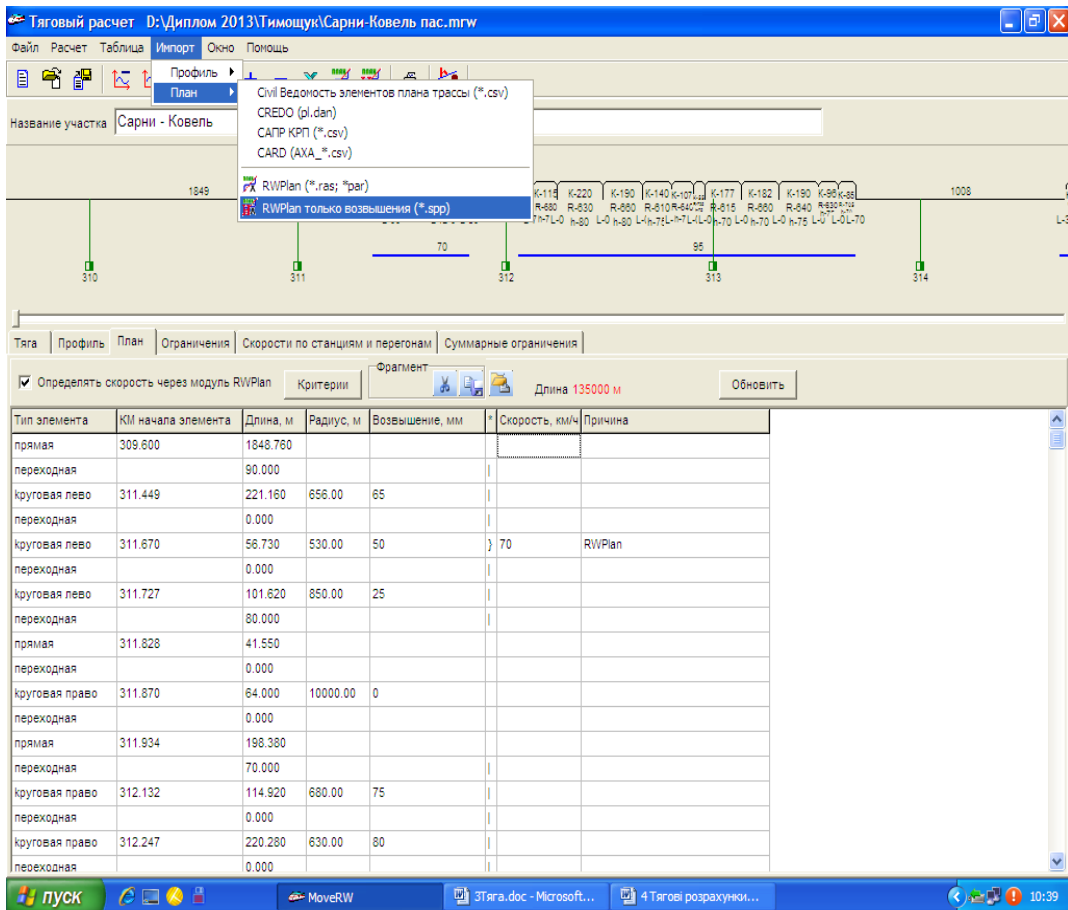 Тяговый расчет D:\Диплом 2013\Тимощук\Сарни-Ковель пас.mrw
Файл Расчет Таблица Импорт Окно Помощь
Профиль
План
Civil Ведомость элементов плана трассы (*.csv)
CREDO (pl.dan)
САПР КРП (*.csv)
CARD (AXA_*.csv)
RWPlan (*.ras; *par)
RWPlan только возвышения (*.spp)
Название участка Сарни - Ковель
1849 K-115 K-220 K-190 K-140 K-107 K-177 K-182 K-190 K-96 K-86 1008
R-680 R-630 R-660 R-610 R-640 R-615 R-660 R-640 R-830
70 95
310 311 312 313 314
Тяга Профиль План Ограничения Скорости по станциям и перегонам Суммарные ограничения
Определять скорость через модуль RWPlan Критерии Фрагмент Длина 135000 м Обновить
Тип элемента КМ начала элемента Длина, м Радиус, м Возвышение, мм * Скорость, км/ч Причина
прямая 309.600 1848.760
переходная 90.000 |
круговая лево 311.449 221.160 656.00 65 |
переходная 0.000 |
круговая лево 311.670 56.730 530.00 50 } 70 RWPlan
переходная 0.000 |
круговая лево 311.727 101.620 850.00 25 |
переходная 80.000 |
прямая 311.828 41.550
переходная 0.000
круговая право 311.870 64.000 10000.00 0
переходная 0.000
прямая 311.934 198.380
переходная 70.000 |
круговая право 312.132 114.920 680.00 75 |
переходная 0.000 |
круговая право 312.247 220.280 630.00 80 |
переходная 0.000 |
пуск MoveRW 3Тяга.doc - Microsoft... 4 Тягові розрахунки... 10:39